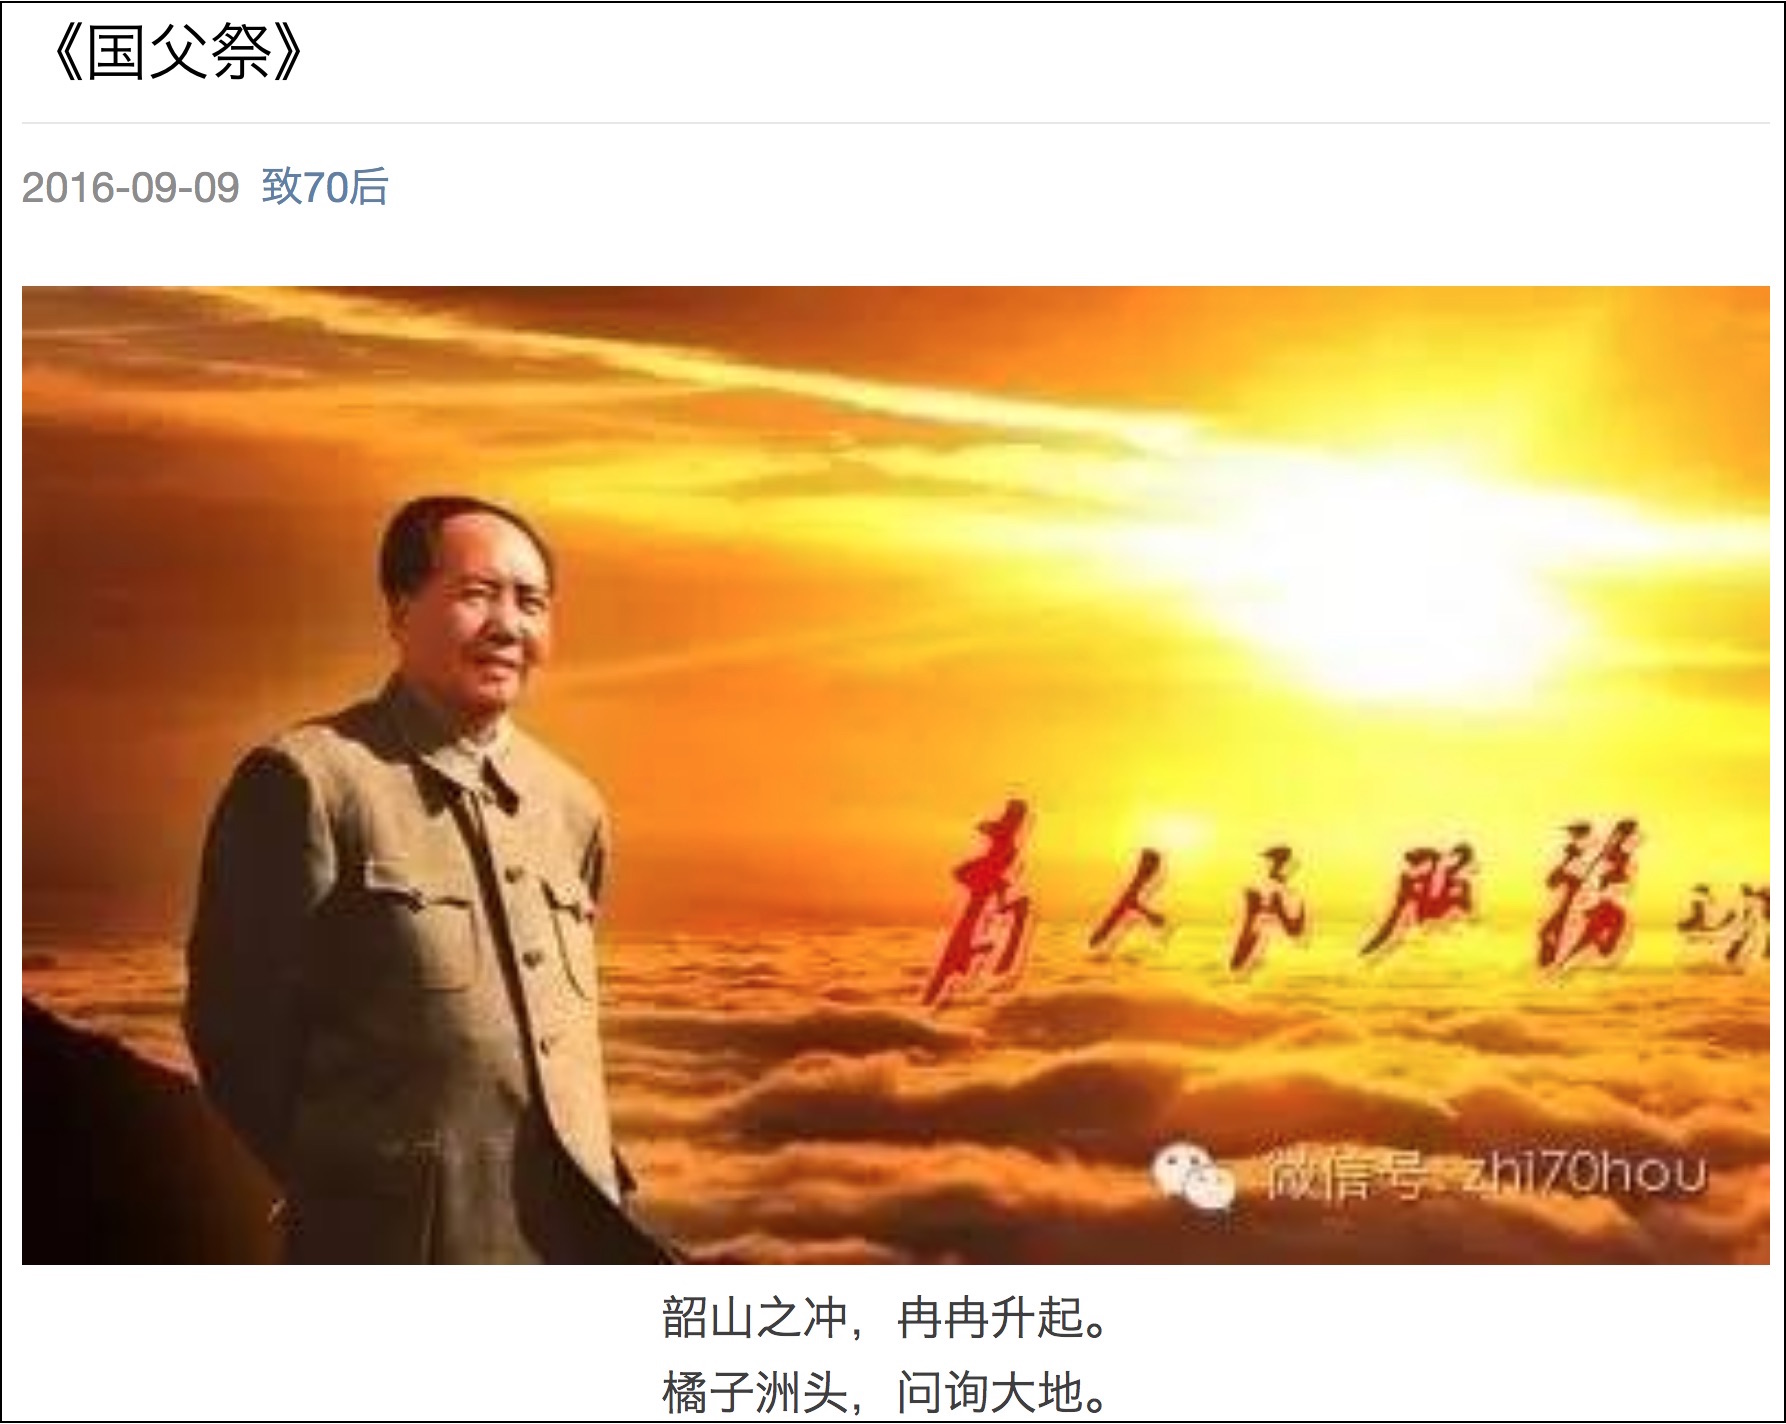 《国父祭》
2016-09-09 致70后
为人民服务
微信号: zhi70hou
韶山之冲，冉冉升起。
橘子洲头，问询大地。